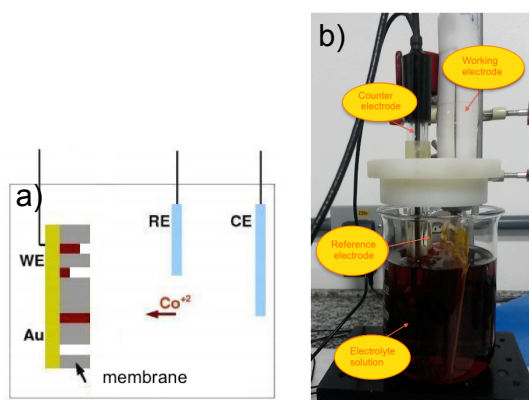 a)
WE
Au
RE
CE
Co+2
membrane
b)
Working
electrode
Counter
electrode
Reference
electrode
Electrolyte
solution